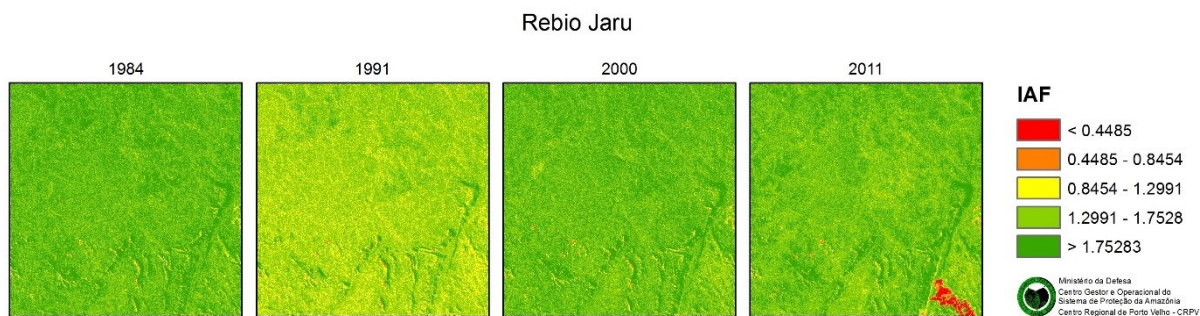 Rebio Jaru
1984
1991
2000
2011
IAF
< 0.4485
0.4485 - 0.8454
0.8454 - 1.2991
1.2991 - 1.7528
> 1.75283
Ministério da Defesa
Centro Gestor e Operacional do
Sistema de Proteção da Amazônia
Centro Regional de Porto Velho - CRPV